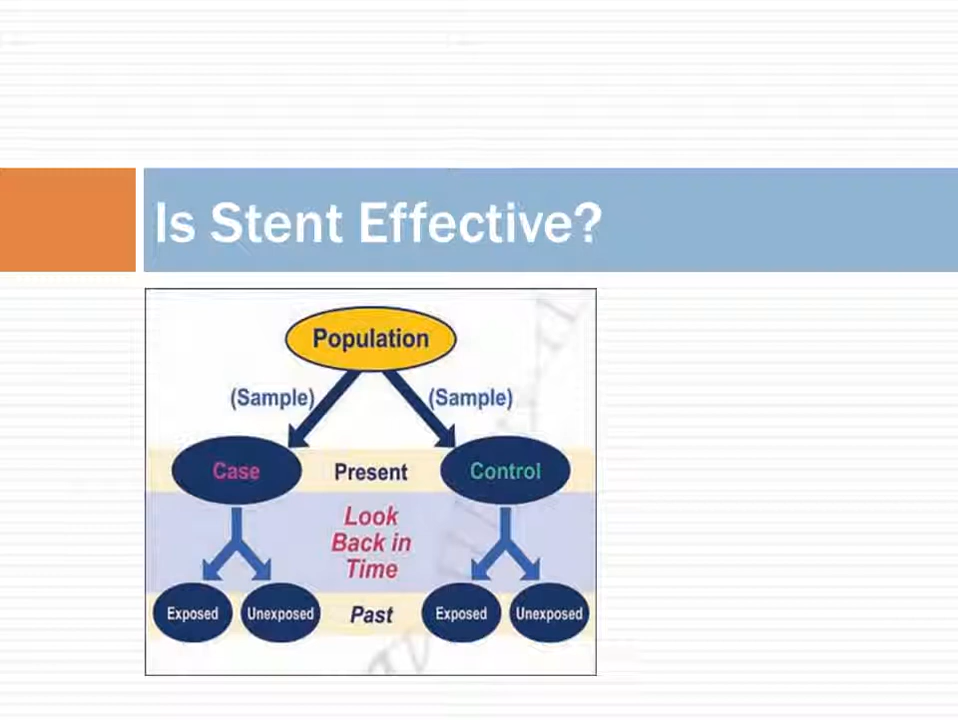 Is Stent Effective?
Population
(Sample) (Sample)
Case Present Control
Look
Back in
Time
Exposed Unexposed Past Exposed Unexposed